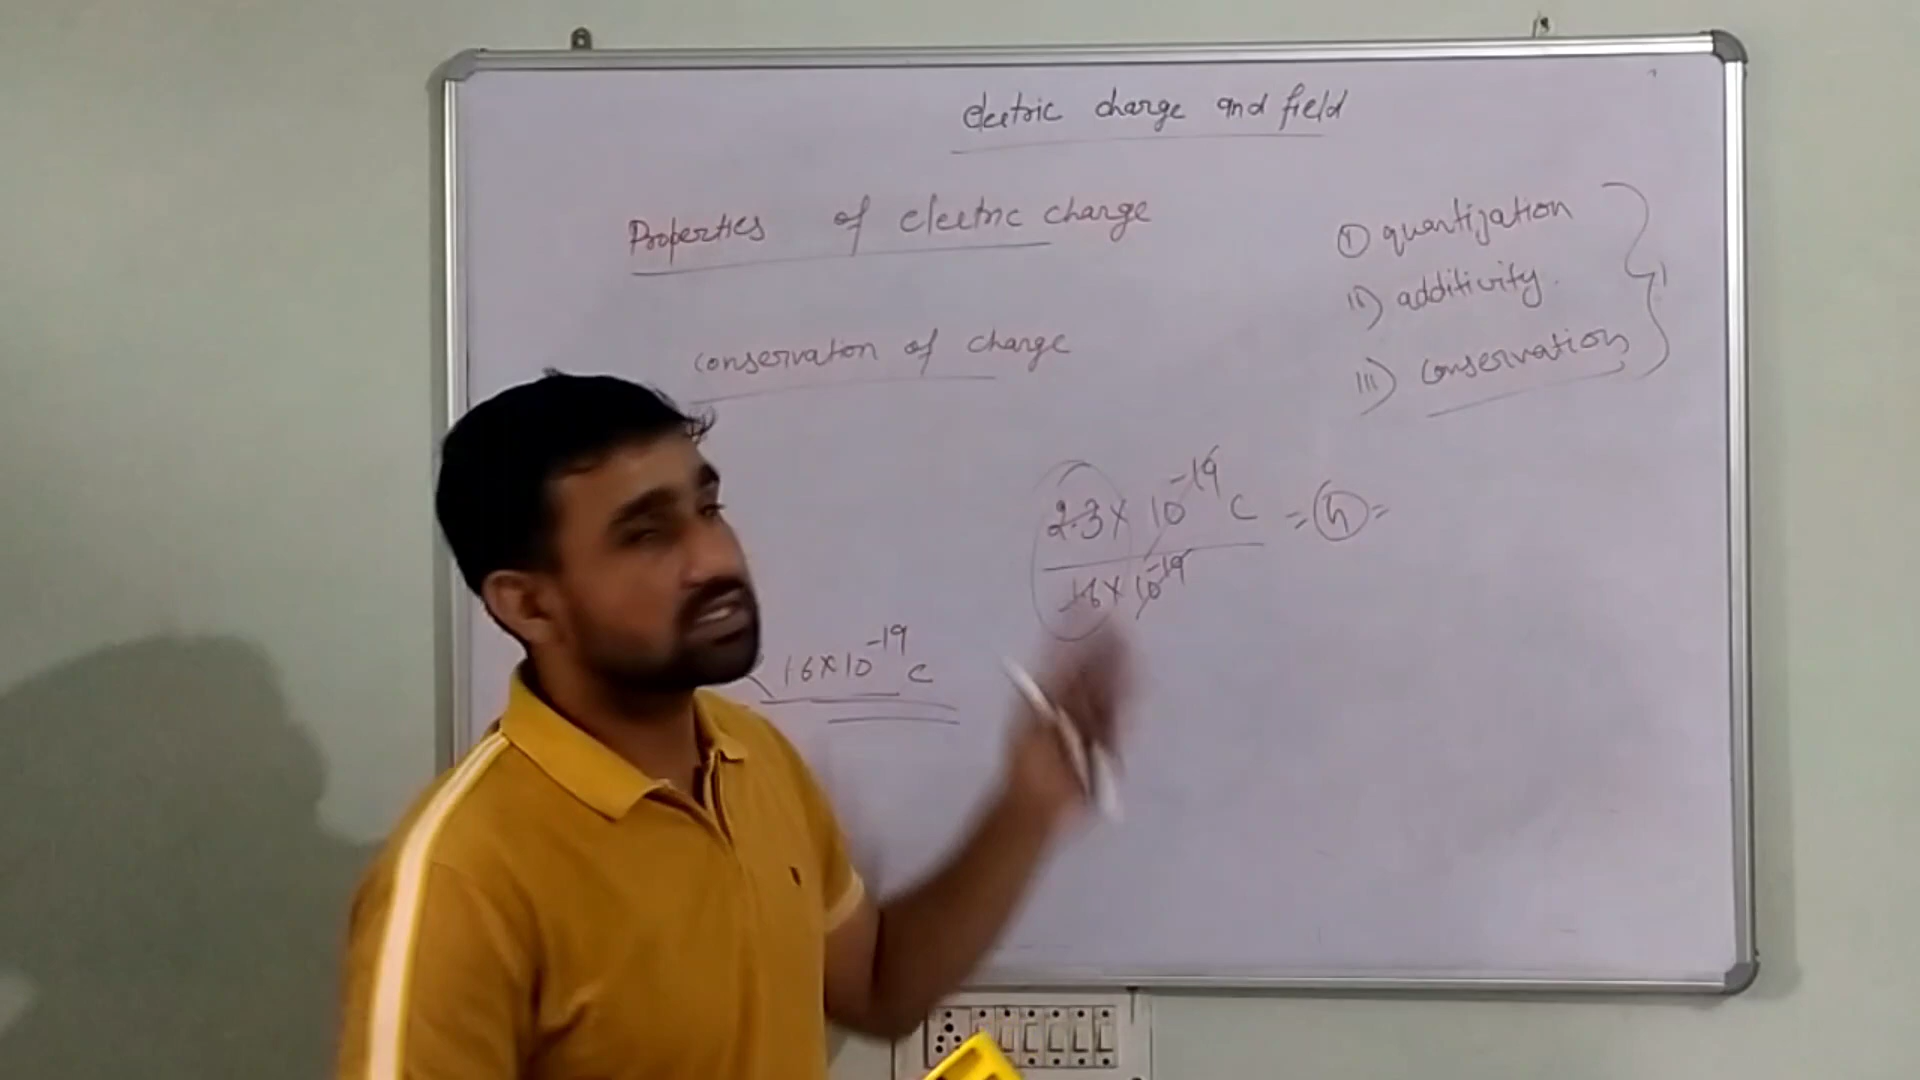 electric charge and field
Properties of electric charge
conservation of charge
i) quantization
ii) additivity.
iii) conservation
2.3 x 10^-19 C = n =
1.6 x 10^-19
1.6 x 10^-19 C